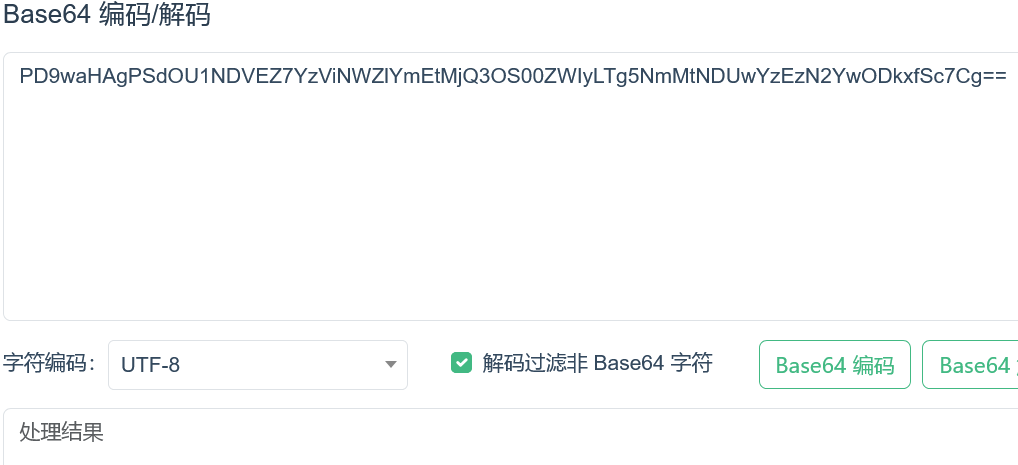 Base64 编码/解码
PD9waHAgPSdOU1NDVEZ7YzViNWZlYmEtMjQ3OS00ZWIyLTg5NmMtNDUwYzEzN2YwODkxfSc7Cg==
字符编码：
UTF-8
解码过滤非 Base64 字符
Base64 编码
Base64
处理结果